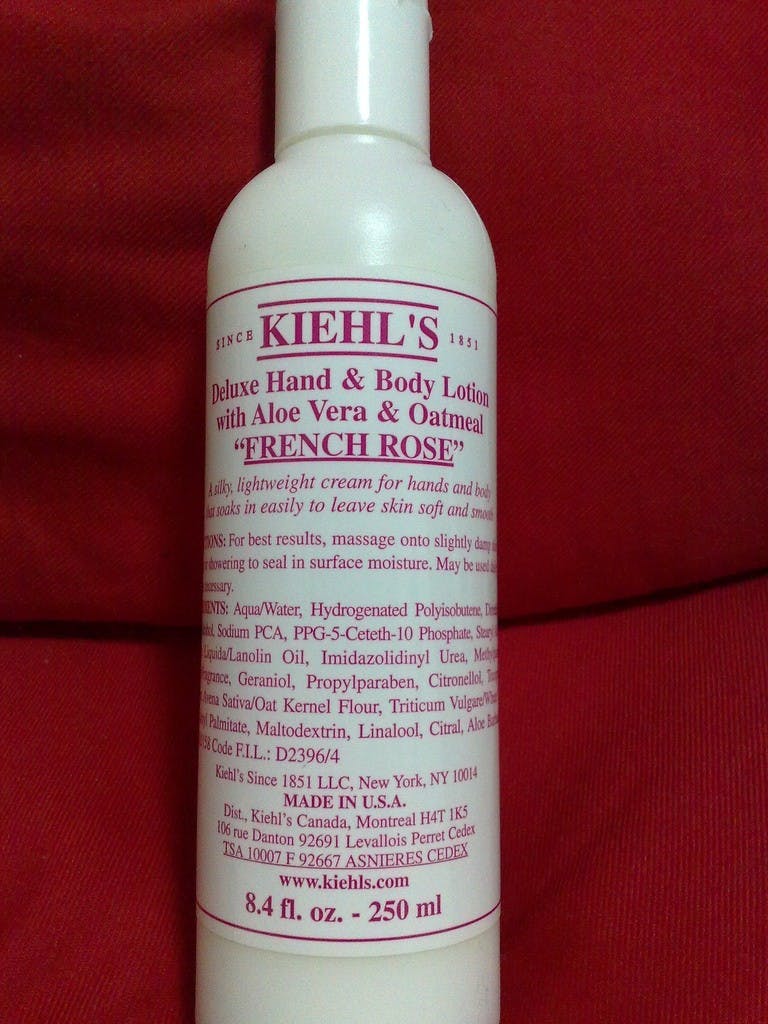 SINCE KIEHL'S 1851
Deluxe Hand & Body Lotion
with Aloe Vera & Oatmeal
"FRENCH ROSE"
A silky, lightweight cream for hands and body
soaks in easily to leave skin soft and
For best results, massage onto slightly damp
showering to seal in surface moisture. May be used
Aqua/Water, Hydrogenated Polyisobutene,
Sodium PCA, PPG-5-Ceteth-10 Phosphate,
Liquida/Lanolin Oil, Imidazolidinyl Urea,
Geraniol, Propylparaben, Citronellol,
Sativa/Oat Kernel Flour, Triticum
Palmitate, Maltodextrin, Linalool, Citral, Aloe
Code F.I.L.: D2396/4
Kiehl's Since 1851 LLC, New York, NY 10014
MADE IN U.S.A.
Dist., Kiehl's Canada, Montreal H4T 1K5
106 rue Danton 92691 Levallois Perret Cedex
TSA 10007 F 92667 ASNIERES CEDEX
www.kiehls.com
8.4 fl. oz. - 250 ml